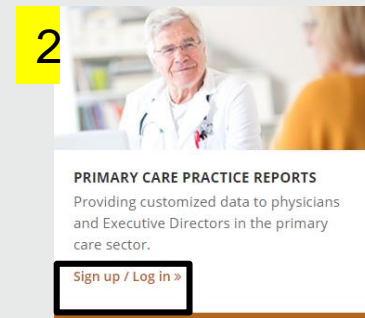 2
PRIMARY CARE PRACTICE REPORTS
Providing customized data to physicians
and Executive Directors in the primary
care sector.
Sign up / Log in »